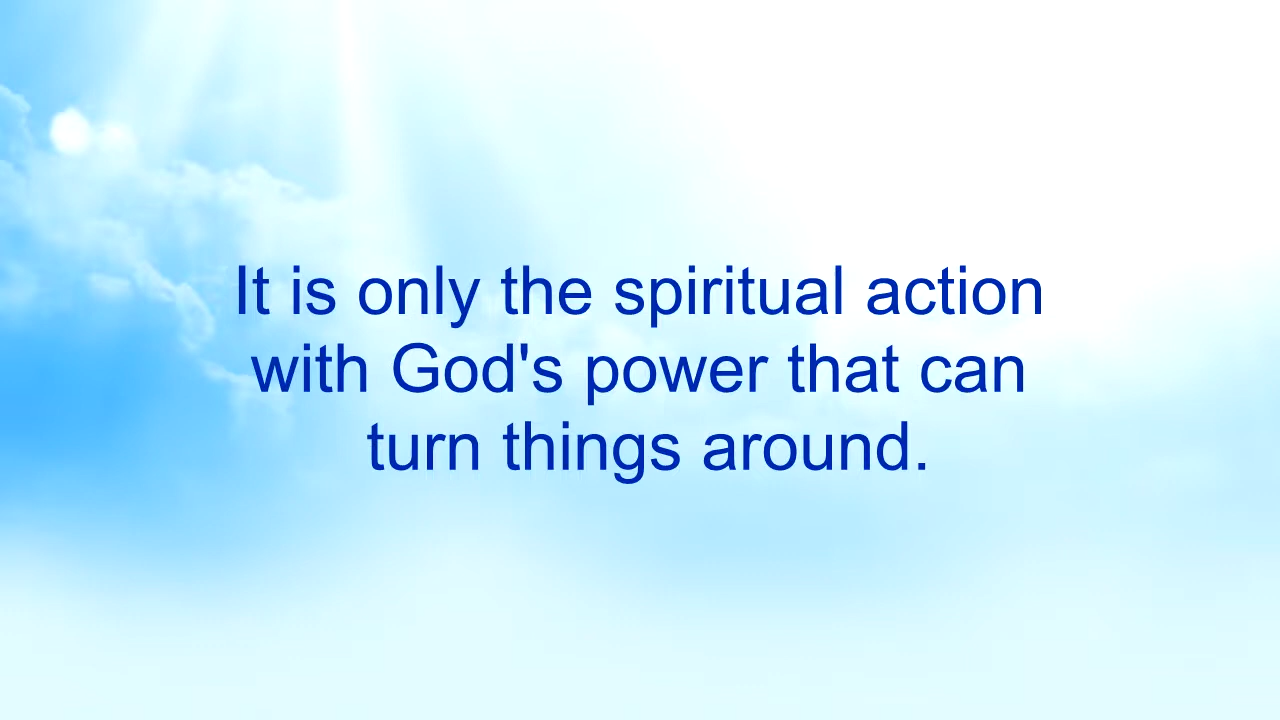 It is only the spiritual action
with God's power that can
turn things around.